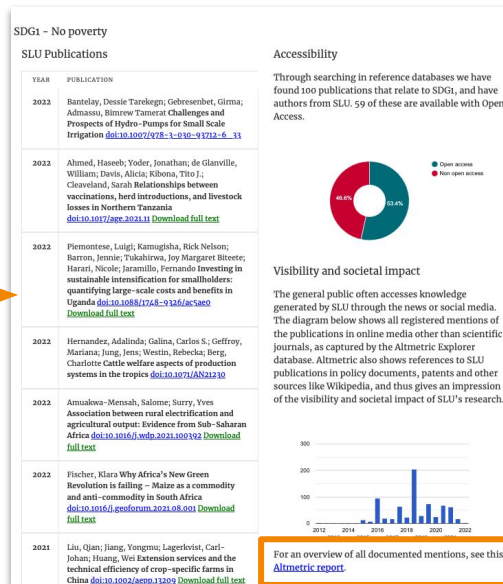 SDG1 - No poverty
SLU Publications
YEAR PUBLICATION
2022 Bantelay, Dessie Tarekegn; Gebresenbet, Girma;
Admassu, Bimrew Tamerat Challenges and
Prospects of Hydro-Pumps for Small Scale
Irrigation doi:10.1007/978-3-030-93712-6_33
2022 Ahmed, Haseeb; Yoder, Jonathan; de Glanville,
William; Davis, Alicia; Kibona, Tito J.;
Cleaveland, Sarah Relationships between
vaccinations, herd introductions, and livestock
losses in Northern Tanzania
doi:10.1017/age.2021.11 Download full text
2022 Piemontese, Luigi; Kamugisha, Rick Nelson;
Barron, Jennie; Tukahirwa, Joy Margaret Biteete;
Harari, Nicole; Jaramillo, Fernando Investing in
sustainable intensification for smallholders:
quantifying large-scale costs and benefits in
Uganda doi:10.1088/1748-9326/ac5ae0
Download full text
2022 Hernandez, Adalinda; Galina, Carlos S.; Geffroy,
Mariana; Jung, Jens; Westin, Rebecka; Berg,
Charlotte Cattle welfare aspects of production
systems in the tropics doi:10.1071/AN21230
2022 Amuakwa-Mensah, Salome; Surry, Yves
Association between rural electrification and
agricultural output: Evidence from Sub-Saharan
Africa doi:10.1016/j.wdp.2021.100392 Download
full text
2022 Fischer, Klara Why Africa's New Green
Revolution is failing – Maize as a commodity
and anti-commodity in South Africa
doi:10.1016/j.geoforum.2021.08.001 Download
full text
2021 Liu, Qian; Jiang, Yongmu; Lagerkvist, Carl-
Johan; Huang, Wei Extension services and the
technical efficiency of crop-specific farms in
China doi:10.1002/aepp.13209 Download full text
Accessibility
Through searching in reference databases we have
found 100 publications that relate to SDG1, and have
authors from SLU. 59 of these are available with Open
Access.
Open access
Non open access
46.6%
53.4%
Visibility and societal impact
The general public often accesses knowledge
generated by SLU through the news or social media.
The diagram below shows all registered mentions of
the publications in online media other than scientific
journals, as captured by the Altmetric Explorer
database. Altmetric also shows references to SLU
publications in policy documents, patents and other
sources like Wikipedia, and thus gives an impression
of the visibility and societal impact of SLU's research.
300
200
100
0
2012 2014 2016 2018 2020 2022
For an overview of all documented mentions, see this
Altmetric report.